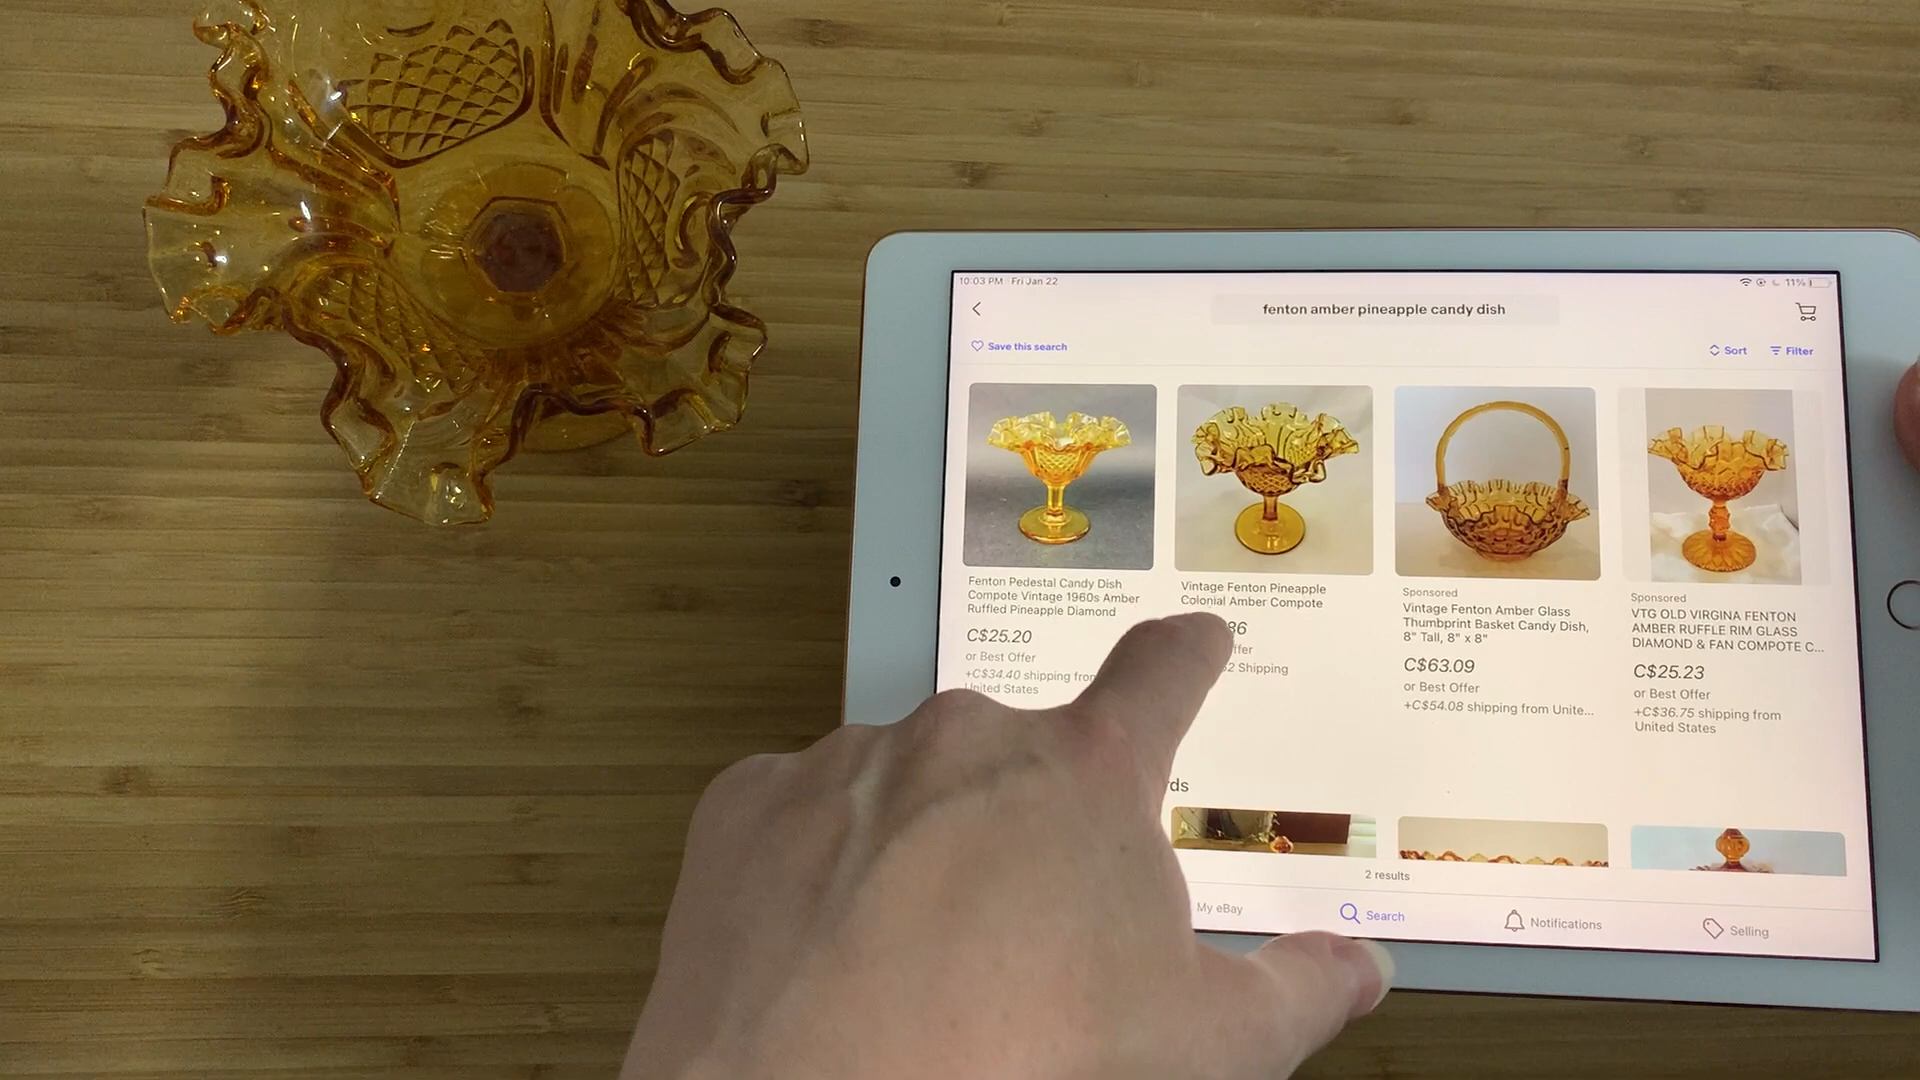 10:03 PM Fri Jan 22
11%
fenton amber pineapple candy dish
Save this search
Sort
Filter
Fenton Pedestal Candy Dish
Compote Vintage 1960s Amber
Ruffled Pineapple Diamond
C$25.20
or Best Offer
+C$34.40 shipping from
United States
Vintage Fenton Pineapple
Colonial Amber Compote
86
Shipping
Sponsored
Vintage Fenton Amber Glass
Thumbprint Basket Candy Dish,
8" Tall, 8" x 8"
C$63.09
or Best Offer
+C$54.08 shipping from Unite...
Sponsored
VTG OLD VIRGINA FENTON
AMBER RUFFLE RIM GLASS
DIAMOND & FAN COMPOTE C...
C$25.23
or Best Offer
+C$36.75 shipping from
United States
2 results
My eBay
Search
Notifications
Selling